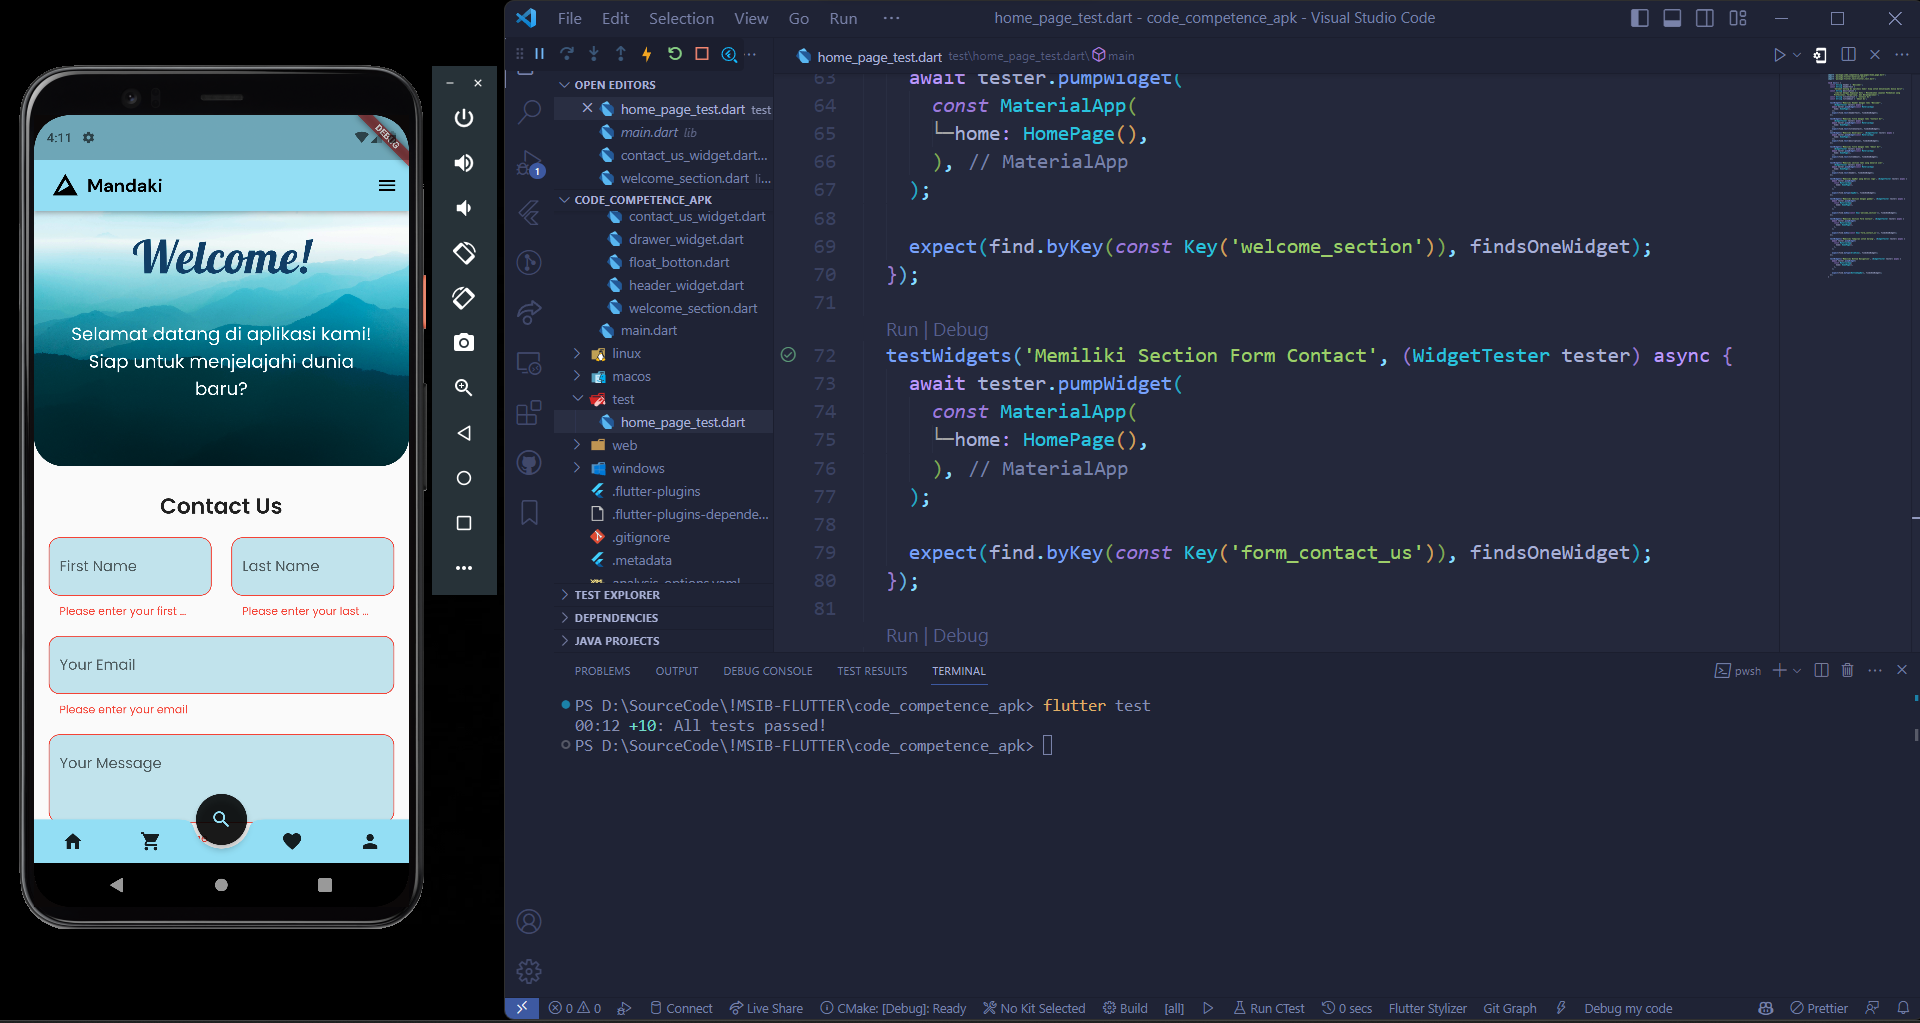 4:11
DEBUG
Mandaki
Welcome!
Selamat datang di aplikasi kami!
Siap untuk menjelajahi dunia
baru?
Contact Us
First Name
Last Name
Please enter your first ...
Please enter your last ...
Your Email
Please enter your email
Your Message
File Edit Selection View Go Run ...
home_page_test.dart - code_competence_apk - Visual Studio Code
home_page_test.dart test\home_page_test.dart\ main
OPEN EDITORS
home_page_test.dart test
main.dart lib
contact_us_widget.dart...
welcome_section.dart li...
CODE_COMPETENCE_APK
contact_us_widget.dart
drawer_widget.dart
float_botton.dart
header_widget.dart
welcome_section.dart
main.dart
linux
macos
test
home_page_test.dart
web
windows
.flutter-plugins
.flutter-plugins-depende...
.gitignore
.metadata
analysis_options.yaml
TEST EXPLORER
DEPENDENCIES
JAVA PROJECTS
1
63 await tester.pumpWidget(
64 const MaterialApp(
65 home: HomePage(),
66 ), // MaterialApp
67 );
68
69 expect(find.byKey(const Key('welcome_section')), findsOneWidget);
70 });
71
Run | Debug
72 testWidgets('Memiliki Section Form Contact', (WidgetTester tester) async {
73 await tester.pumpWidget(
74 const MaterialApp(
75 home: HomePage(),
76 ), // MaterialApp
77 );
78
79 expect(find.byKey(const Key('form_contact_us')), findsOneWidget);
80 });
81
Run | Debug
PROBLEMS OUTPUT DEBUG CONSOLE TEST RESULTS TERMINAL
pwsh
PS D:\SourceCode\!MSIB-FLUTTER\code_competence_apk> flutter test
00:12 +10: All tests passed!
PS D:\SourceCode\!MSIB-FLUTTER\code_competence_apk>
0 0 Connect Live Share CMake: [Debug]: Ready No Kit Selected Build [all] Run CTest 0 secs Flutter Stylizer Git Graph Debug my code Prettier